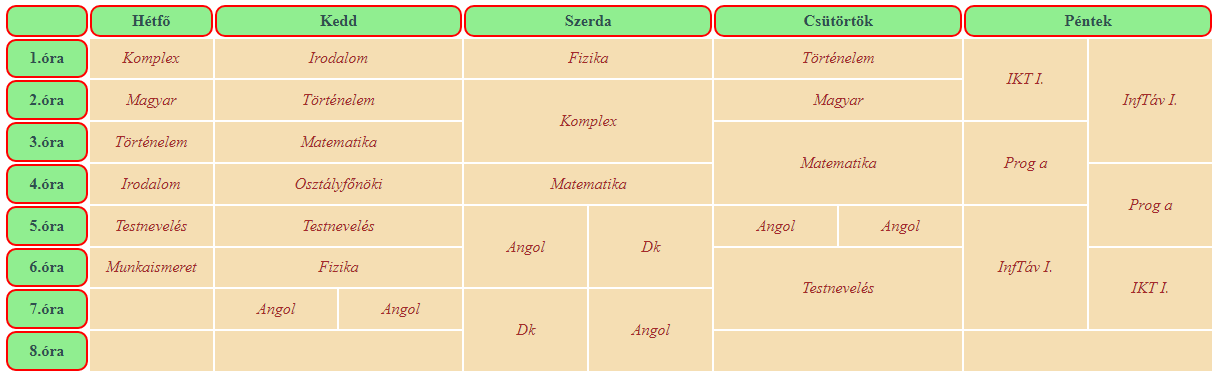 Hétfő Kedd Szerda Csütörtök Péntek
1.óra Komplex Irodalom Fizika Történelem IKT I. InfTáv I.
2.óra Magyar Történelem Komplex Magyar
3.óra Történelem Matematika Matematika Prog a
4.óra Irodalom Osztályfőnöki Matematika Prog a
5.óra Testnevelés Testnevelés Angol Dk Angol Angol InfTáv I.
6.óra Munkaismeret Fizika Testnevelés IKT I.
7.óra Angol Angol Dk Angol
8.óra